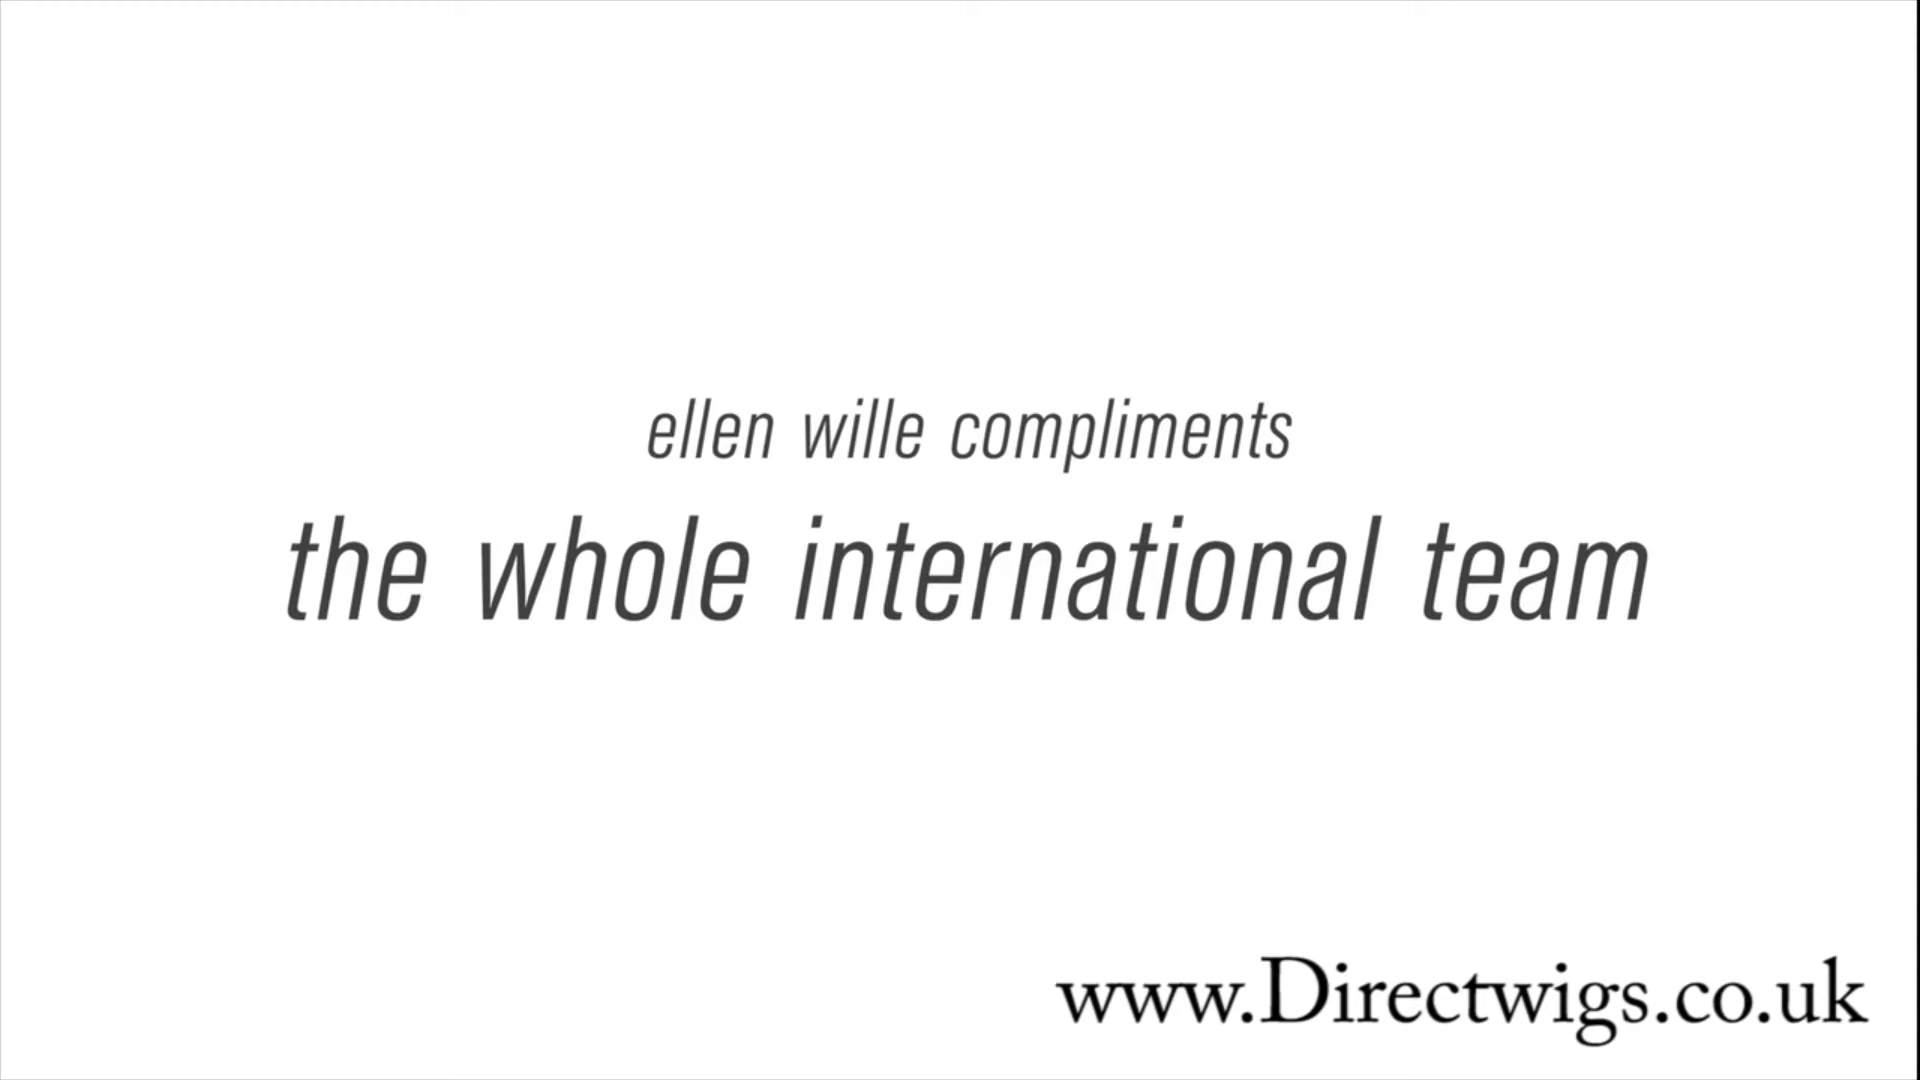 ellen wille compliments
the whole international team
www.Directwigs.co.uk